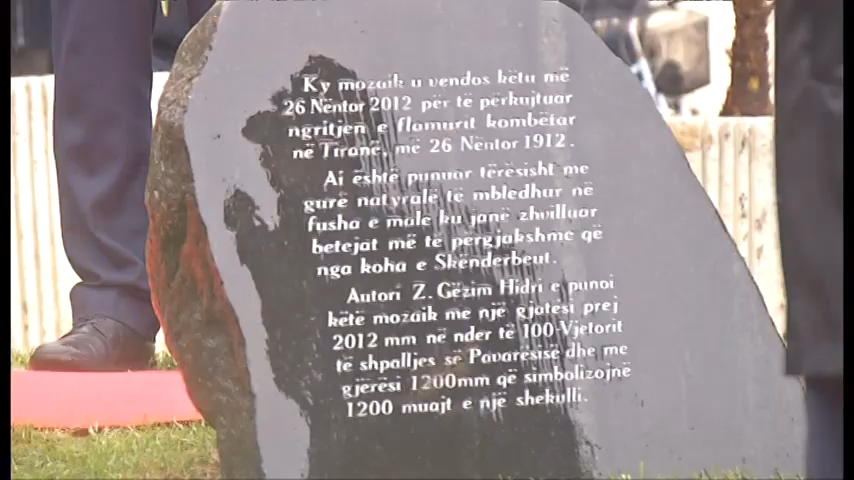 Ky mozaik u vendos këtu më
26 Nëntor 2012 për të përkujtuar
ngritjen e flamurit kombëtar
në Tiranë, më 26 Nëntor 1912.
Ai është punuar tërësisht me
gurë natyralë të mbledhur në
fusha e male ku janë zhvilluar
betejat më të përgjakshme që
nga koha e Skënderbeut.
Autori Z.Gëzim Hidri e punoi
këtë mozaik me një gjatësi prej
2012 mm në nder të 100-Vjetorit
të shpalljes së Pavarësisë dhe me
gjerësi 1200mm që simbolizojnë
1200 muajt e një shekulli.